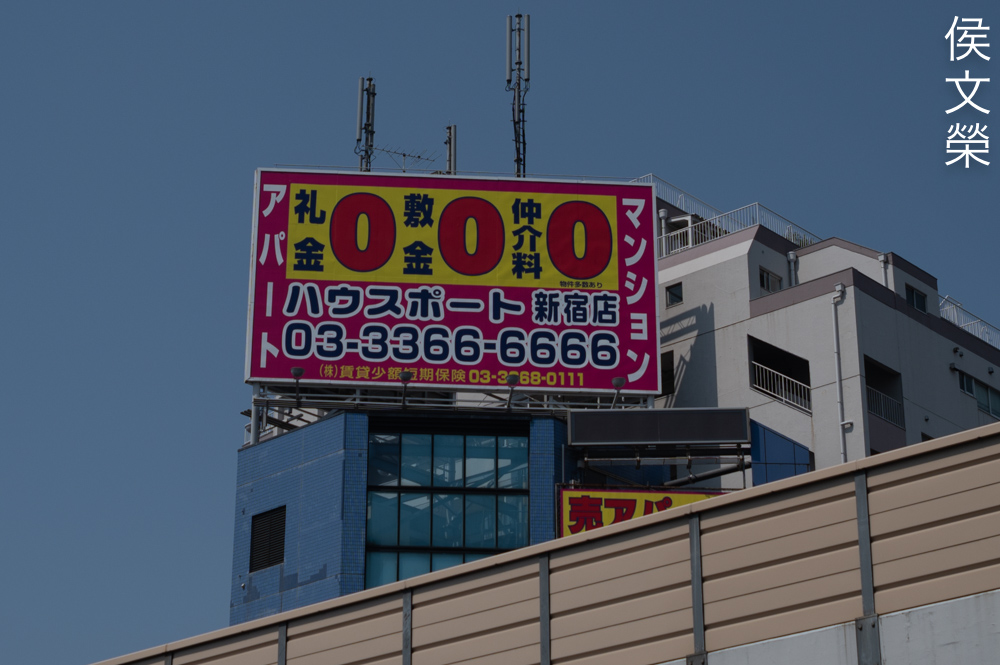 侯文榮
アパート
礼金0
敷金0
仲介料0
物件多数あり
マンション
ハウスポート 新宿店
03-3366-6666
(株)賃貸少額短期保険 03-3368-0111
売アパ